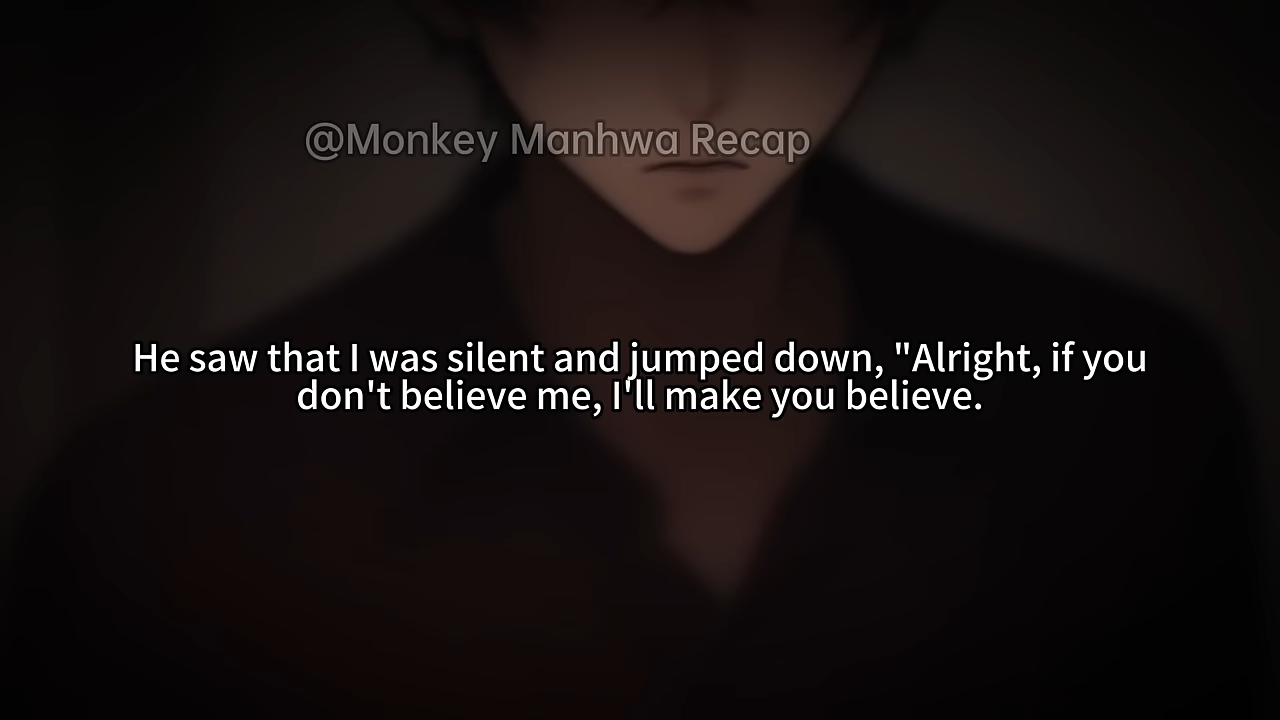 @Monkey Manhwa Recap
He saw that I was silent and jumped down, "Alright, if you
don't believe me, I'll make you believe.